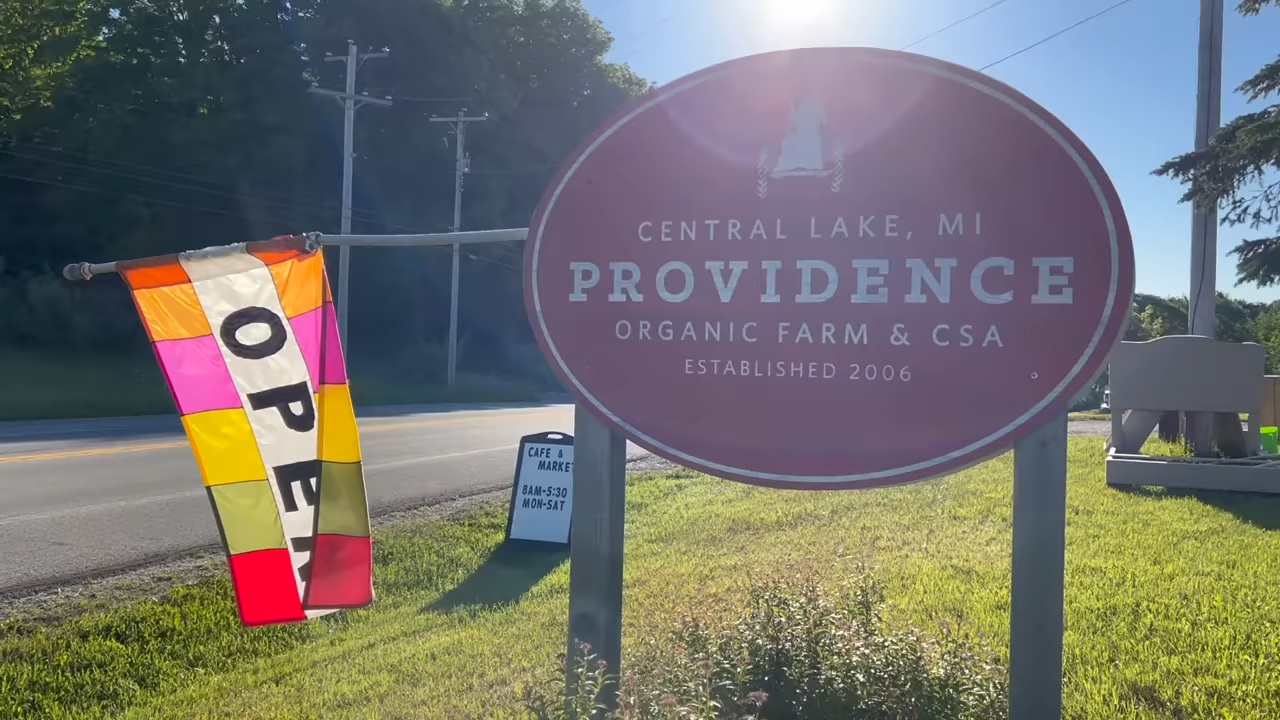 CENTRAL LAKE, MI
PROVIDENCE
ORGANIC FARM & CSA
ESTABLISHED 2006
OPEN
CAFE &
MARKET
8AM-5:30
MON-SAT